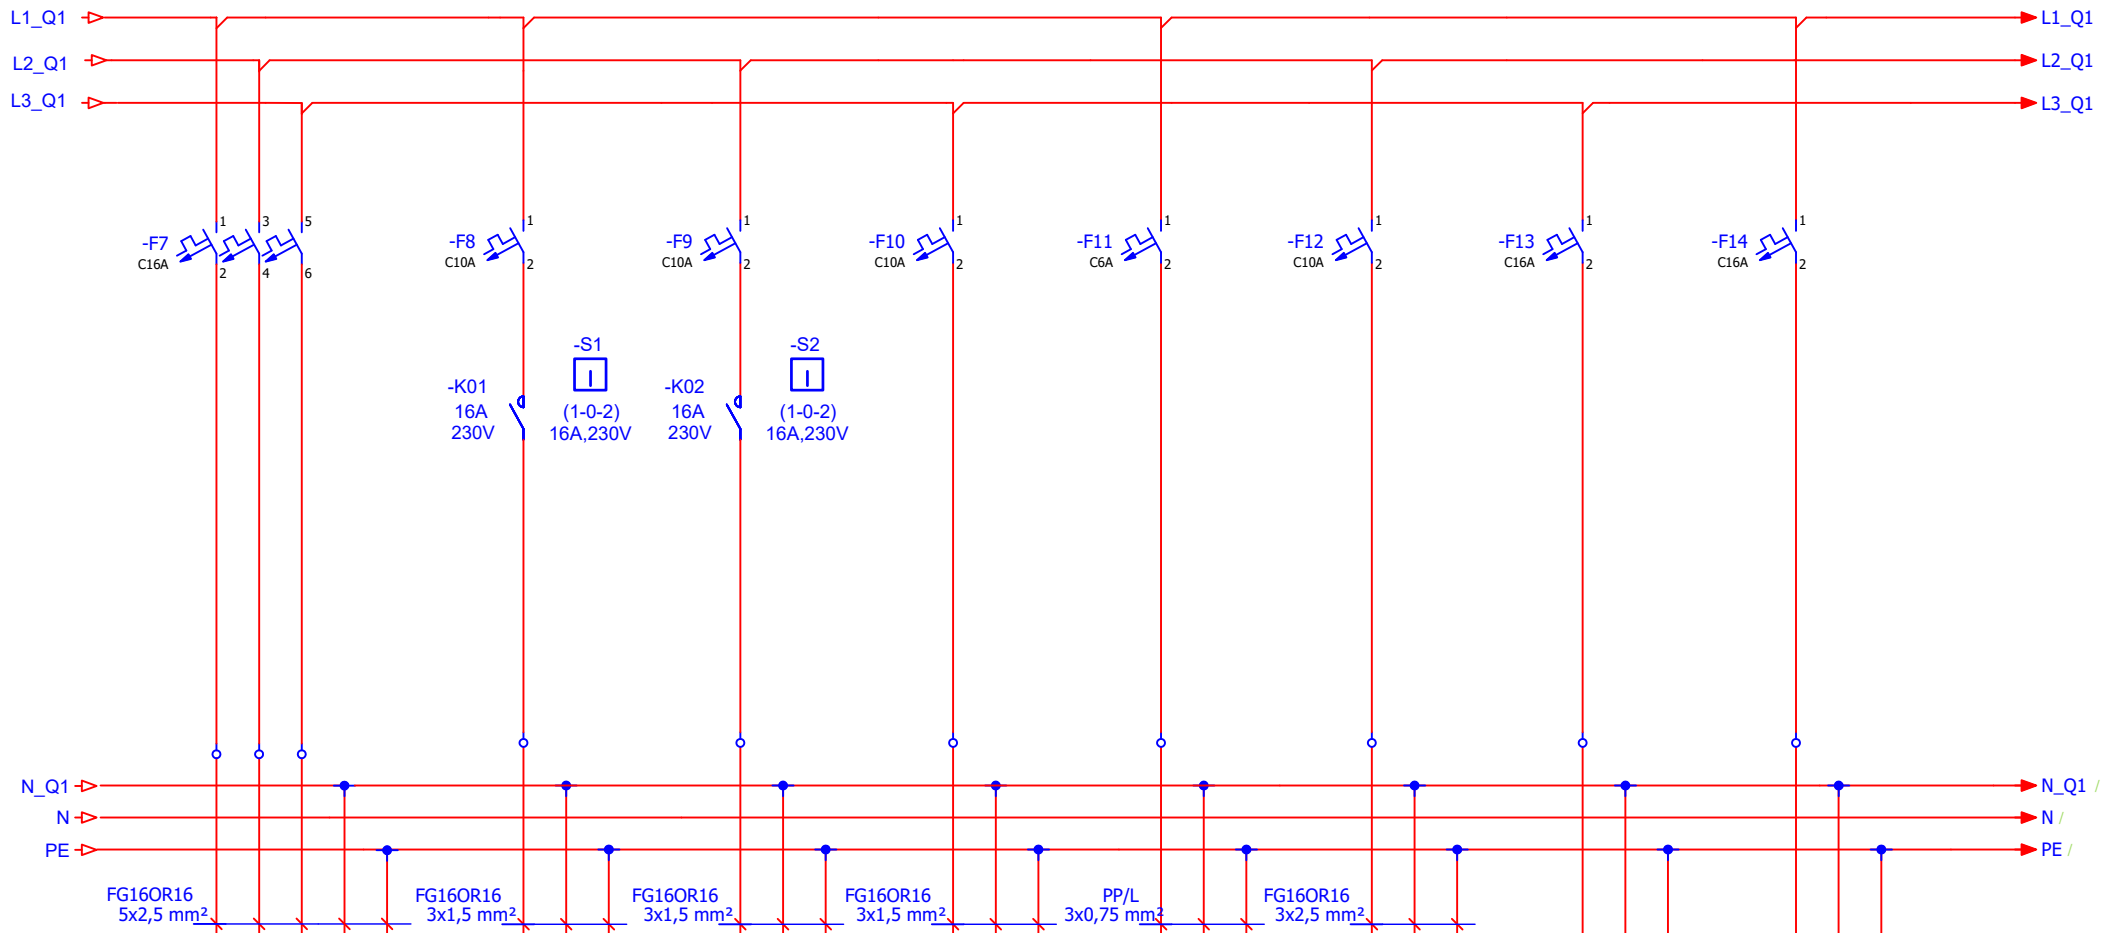 L1_Q1
L1_Q1
L2_Q1
L2_Q1
L3_Q1
L3_Q1
1
3
5
1
1
1
1
1
1
1
-F7
-F8
-F9
-F10
-F11
-F12
-F13
-F14
C16A
C10A
C10A
C10A
C6A
C10A
C16A
C16A
2
4
6
2
2
2
2
2
2
2
-S1
-S2
-K01
-K02
16A
(1-0-2)
16A
(1-0-2)
230V
16A,230V
230V
16A,230V
N_Q1
N_Q1 /
N
N /
PE
PE /
FG16OR16
FG16OR16
FG16OR16
FG16OR16
PP/L
FG16OR16
5x2,5 mm²
3x1,5 mm²
3x1,5 mm²
3x1,5 mm²
3x0,75 mm²
3x2,5 mm²